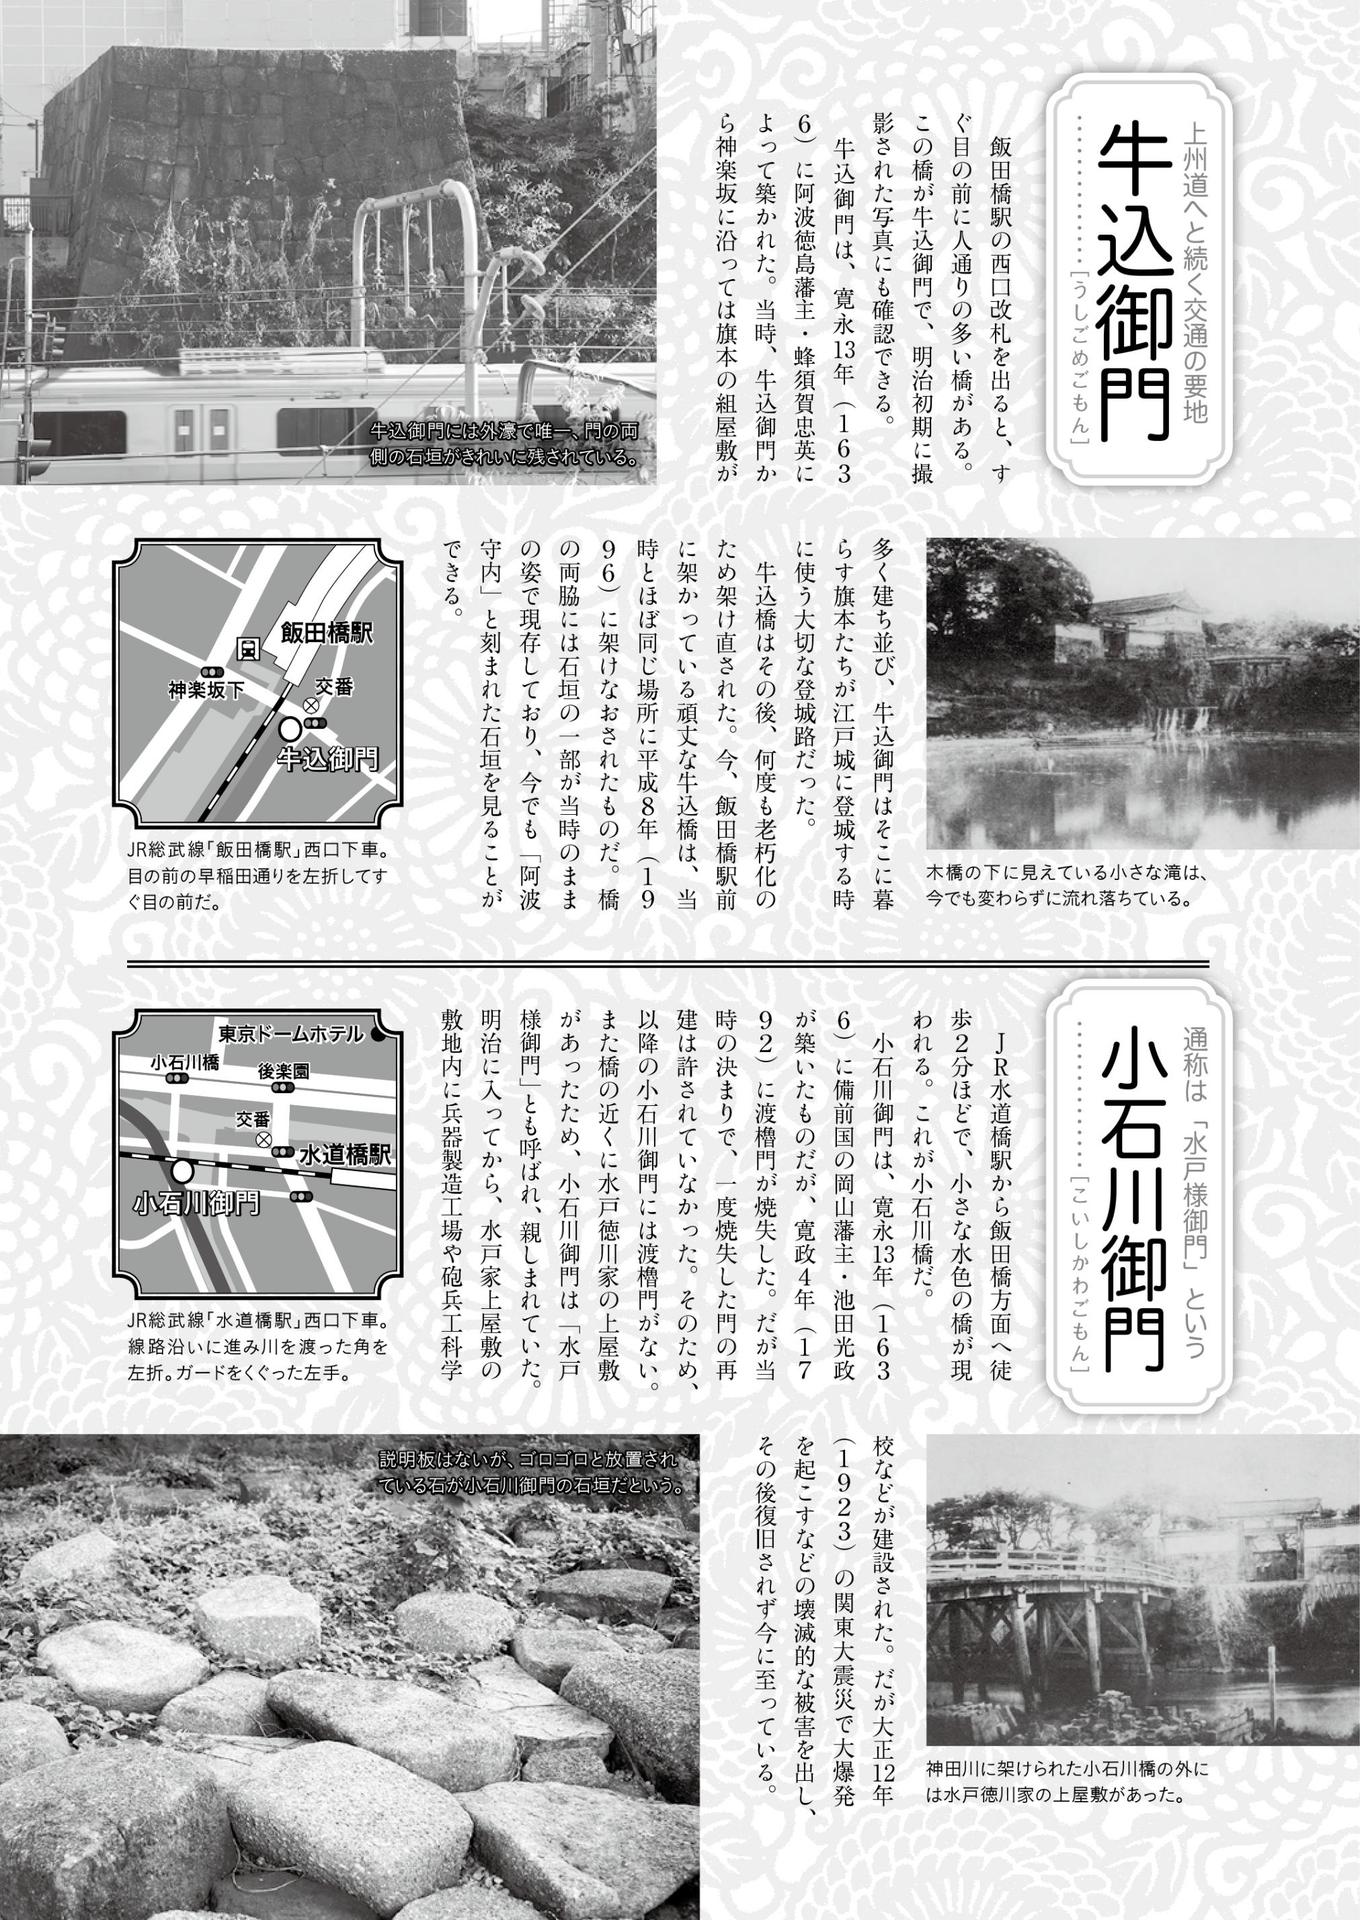 上州道へと続く交通の要地
牛込御門
[うしごめごもん]
飯田橋駅の西口改札を出ると、す
ぐ目の前に人通りの多い橋がある。
この橋が牛込御門で、明治初期に撮
影された写真にも確認できる。
牛込御門は、寛永13年(163
6)に阿波徳島藩主・蜂須賀忠英に
よって築かれた。当時、牛込御門か
ら神楽坂に沿っては旗本の組屋敷が
牛込御門には外濠で唯一、門の両
側の石垣がきれいに残されている。
木橋の下に見えている小さな滝は、
今でも変わらずに流れ落ちている。
多く建ち並び、牛込御門はそこに暮
らす旗本たちが江戸城に登城する時
に使う大切な登城路だった。
牛込橋はその後、何度も老朽化の
ため架け直された。今、飯田橋駅前
に架かっている頑丈な牛込橋は、当
時とほぼ同じ場所に平成8年(19
96)に架けなおされたものだ。橋
の両脇には石垣の一部が当時のまま
の姿で現存しており、今でも「阿波
守内」と刻まれた石垣を見ることが
できる。
飯田橋駅
神楽坂下
交番
牛込御門
JR総武線「飯田橋駅」西口下車。
目の前の早稲田通りを左折してす
ぐ目の前だ。
通称は「水戸様御門」という
小石川御門
[こいしかわごもん]
JR水道橋駅から飯田橋方面へ徒
歩2分ほどで、小さな水色の橋が現
われる。これが小石川橋だ。
小石川御門は、寛永13年(163
6)に備前国の岡山藩主・池田光政
が築いたものだが、寛政4年(17
92)に渡櫓門が焼失した。だが当
時の決まりで、一度焼失した門の再
建は許されていなかった。そのため、
以降の小石川御門には渡櫓門がない。
また橋の近くに水戸徳川家の上屋敷
があったため、小石川御門は「水戸
様御門」とも呼ばれ、親しまれていた。
明治に入ってから、水戸家上屋敷の
敷地内に兵器製造工場や砲兵工科学
東京ドームホテル
小石川橋
後楽園
交番
水道橋駅
小石川御門
JR総武線「水道橋駅」西口下車。
線路沿いに進み川を渡った角を
左折。ガードをくぐった左手。
神田川に架けられた小石川橋の外に
は水戸徳川家の上屋敷があった。
校などが建設された。だが大正12年
(1923)の関東大震災で大爆発
を起こすなどの壊滅的な被害を出し、
その後復旧されず今に至っている。
説明板はないが、ゴロゴロと放置され
ている石が小石川御門の石垣だという。